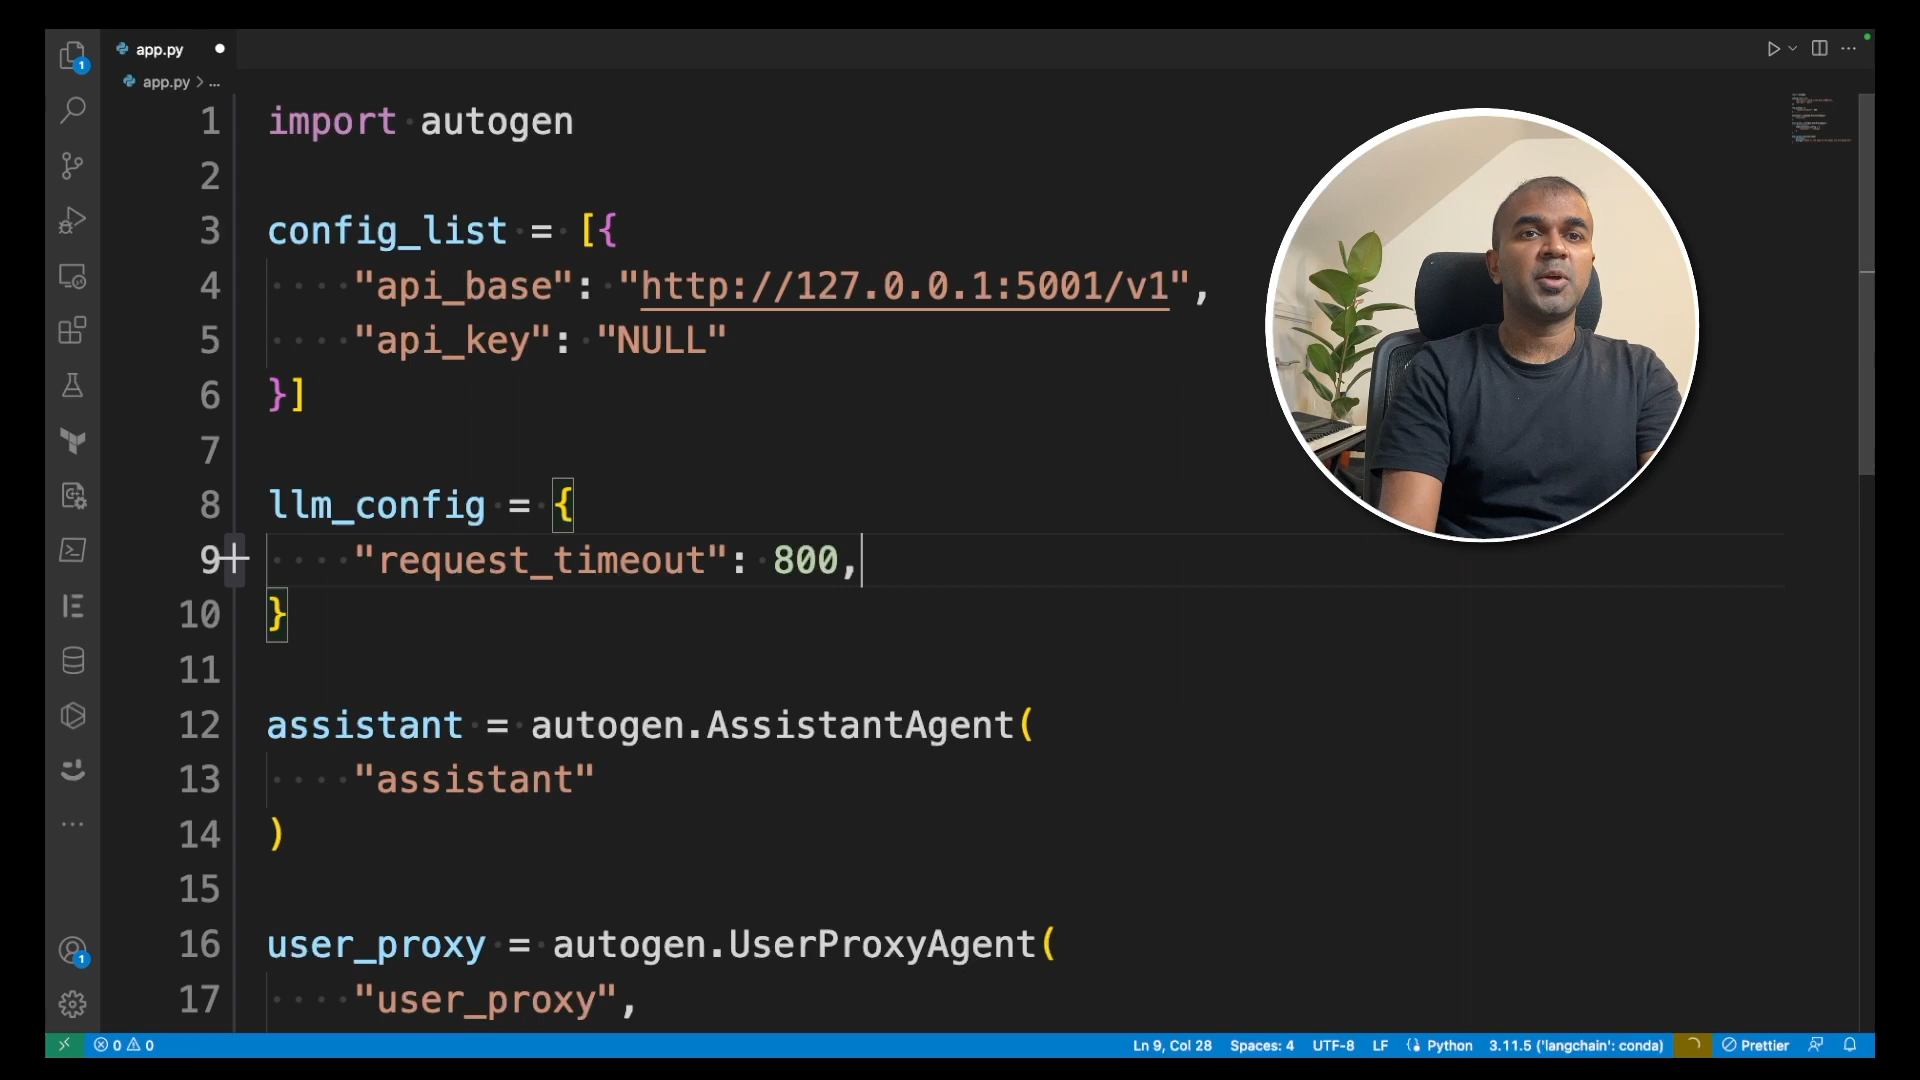 app.py
app.py > ...
1 import autogen
2
3 config_list = [{
4 "api_base": "http://127.0.0.1:5001/v1",
5 "api_key": "NULL"
6 }]
7
8 llm_config = {
9 "request_timeout": 800,
10 }
11
12 assistant = autogen.AssistantAgent(
13 "assistant"
14 )
15
16 user_proxy = autogen.UserProxyAgent(
17 "user_proxy",
1
1
0 0 Ln 9, Col 28 Spaces: 4 UTF-8 LF Python 3.11.5 ('langchain': conda) Prettier